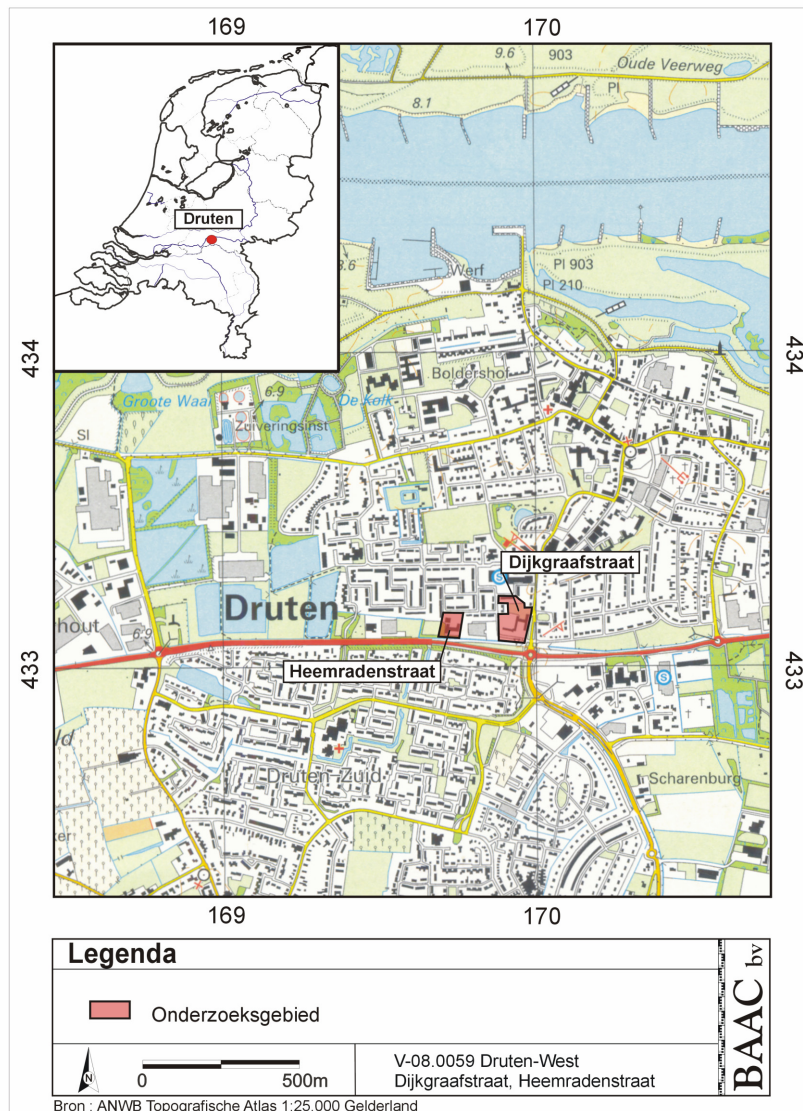 169
170
9.6
903
Oude Veerweg
8.1
Pl
Druten
Pl 903
Werf
Pl 210
434
434
Boldershof
Groote Waal
6.9
De Kolk
Zuiveringsinst
Sl
S
Dijkgraafstraat
Druten
hout
6.9
433
433
Heemradenstraat
S
ld
Druten-Zuid
Scharenburg
ker
169
170
Legenda
Onderzoeksgebied
N
0
500m
V-08.0059 Druten-West
Dijkgraafstraat, Heemradenstraat
BAAC bv
Bron : ANWB Topografische Atlas 1:25.000 Gelderland